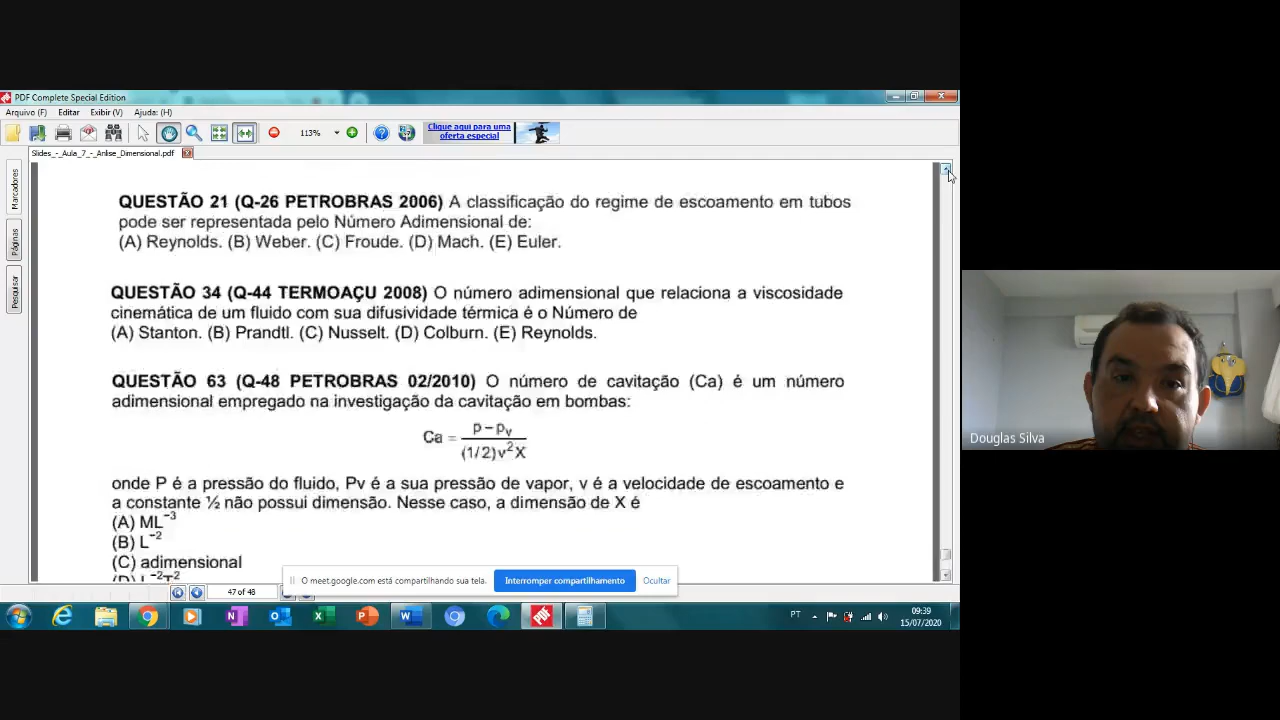 PDF Complete Special Edition
Arquivo (F) Editar Exibir (V) Ajuda: (H)
113%
Clique aqui para uma
oferta especial
Slides_-_Aula_7_-_Anlise_Dimensional.pdf
Marcadores
Páginas
Pesquisar
QUESTÃO 21 (Q-26 PETROBRAS 2006) A classificação do regime de escoamento em tubos
pode ser representada pelo Número Adimensional de:
(A) Reynolds. (B) Weber. (C) Froude. (D) Mach. (E) Euler.
QUESTÃO 34 (Q-44 TERMOAÇU 2008) O número adimensional que relaciona a viscosidade
cinemática de um fluido com sua difusividade térmica é o Número de
(A) Stanton. (B) Prandtl. (C) Nusselt. (D) Colburn. (E) Reynolds.
QUESTÃO 63 (Q-48 PETROBRAS 02/2010) O número de cavitação (Ca) é um número
adimensional empregado na investigação da cavitação em bombas:
Ca = (p – pv) / ((1/2)v²X)
onde P é a pressão do fluido, Pv é a sua pressão de vapor, v é a velocidade de escoamento e
a constante ½ não possui dimensão. Nesse caso, a dimensão de X é
(A) ML⁻³
(B) L⁻²
(C) adimensional
(D) L⁻²T²
O meet.google.com está compartilhando sua tela. Interromper compartilhamento Ocultar
47 of 48
PT
09:39
15/07/2020
Douglas Silva